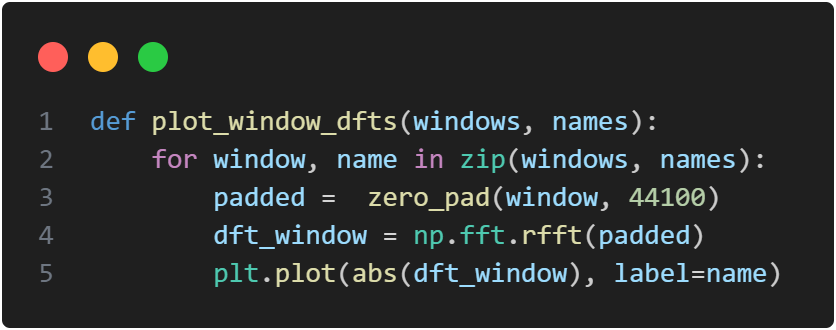 1 def plot_window_dfts(windows, names):
2     for window, name in zip(windows, names):
3         padded =  zero_pad(window, 44100)
4         dft_window = np.fft.rfft(padded)
5         plt.plot(abs(dft_window), label=name)